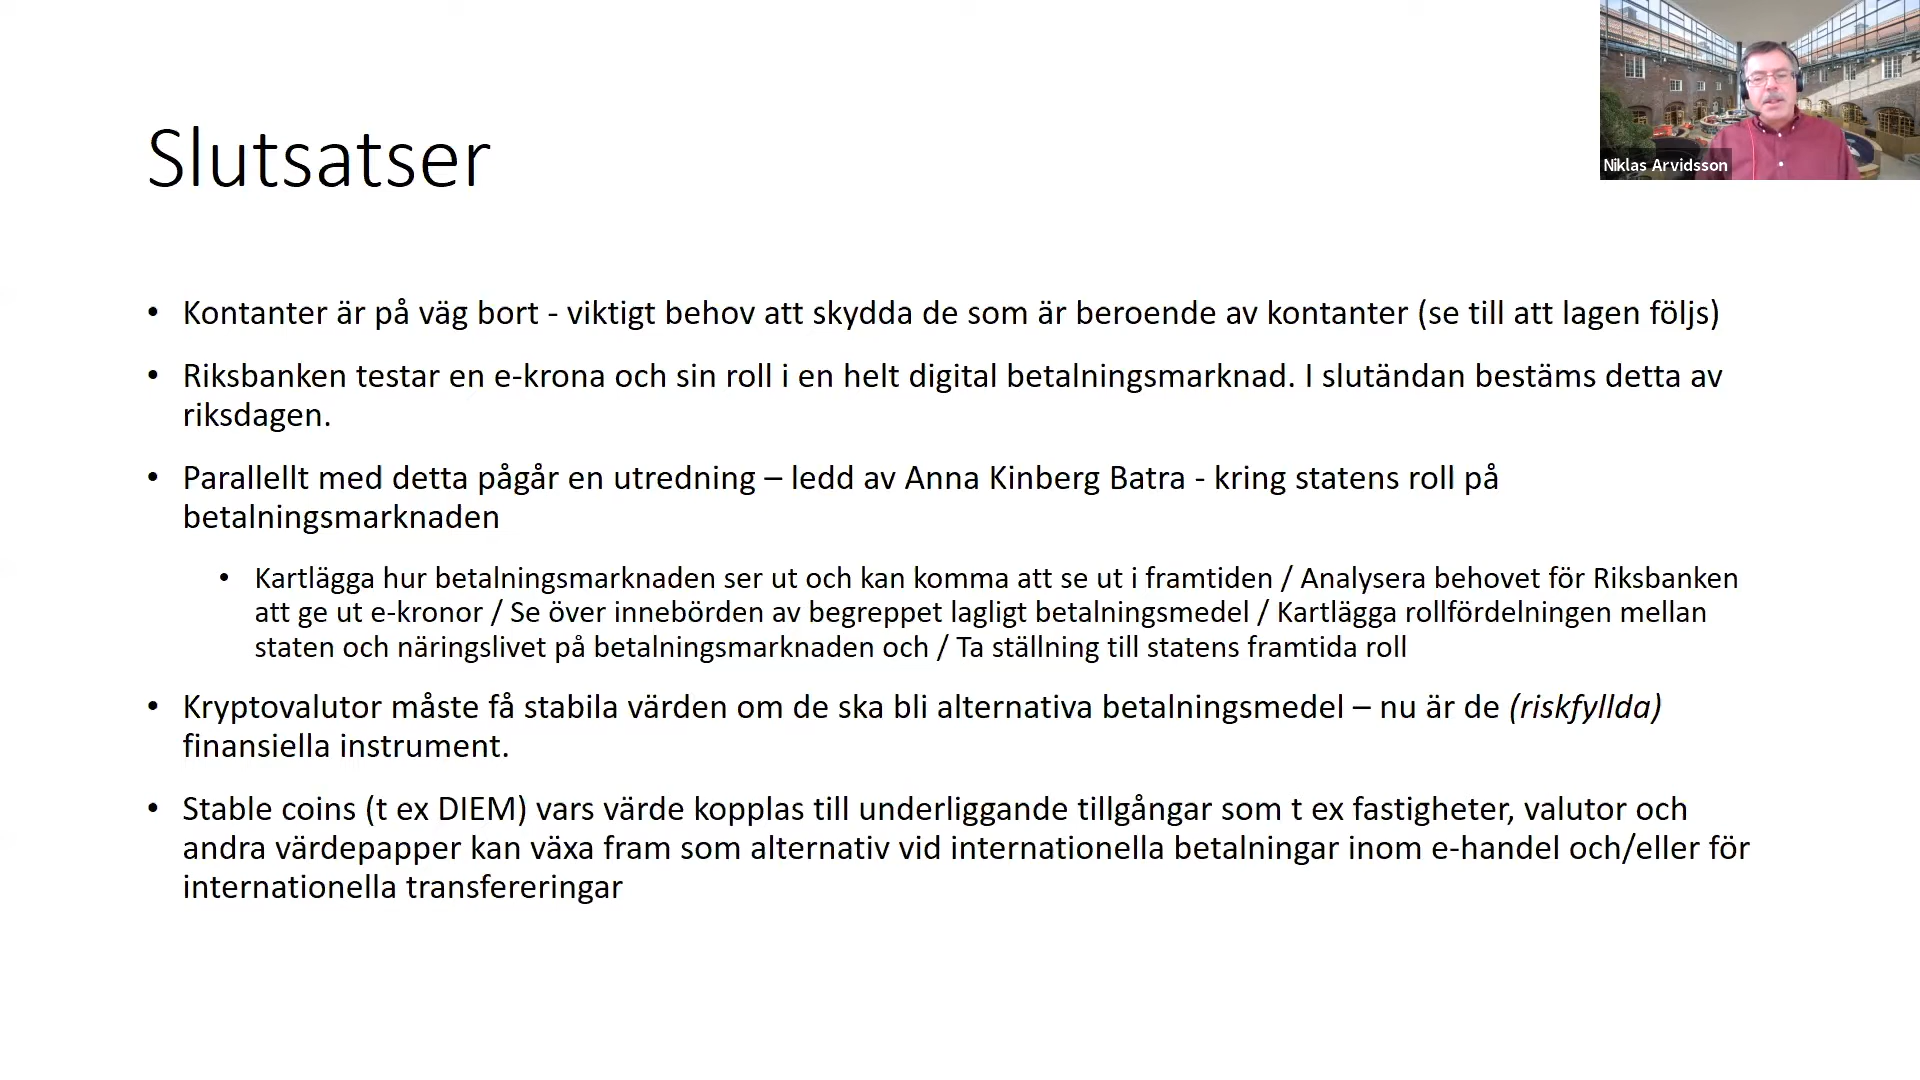 Niklas Arvidsson
Slutsatser
• Kontanter är på väg bort - viktigt behov att skydda de som är beroende av kontanter (se till att lagen följs)
• Riksbanken testar en e-krona och sin roll i en helt digital betalningsmarknad. I slutändan bestäms detta av
riksdagen.
• Parallellt med detta pågår en utredning – ledd av Anna Kinberg Batra - kring statens roll på
betalningsmarknaden
• Kartlägga hur betalningsmarknaden ser ut och kan komma att se ut i framtiden / Analysera behovet för Riksbanken
att ge ut e-kronor / Se över innebörden av begreppet lagligt betalningsmedel / Kartlägga rollfördelningen mellan
staten och näringslivet på betalningsmarknaden och / Ta ställning till statens framtida roll
• Kryptovalutor måste få stabila värden om de ska bli alternativa betalningsmedel – nu är de (riskfyllda)
finansiella instrument.
• Stable coins (t ex DIEM) vars värde kopplas till underliggande tillgångar som t ex fastigheter, valutor och
andra värdepapper kan växa fram som alternativ vid internationella betalningar inom e-handel och/eller för
internationella transfereringar